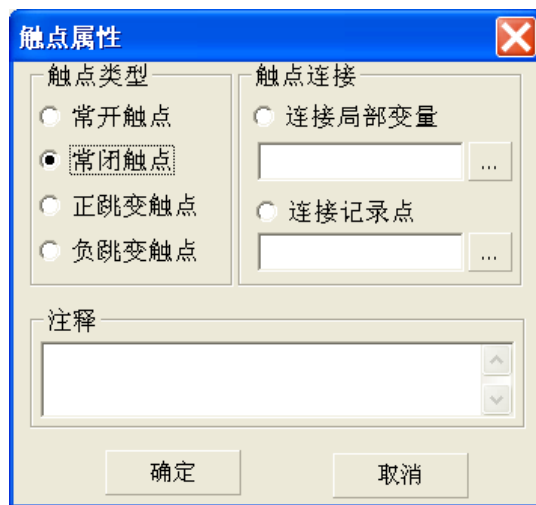 触点属性
触点类型
常开触点
常闭触点
正跳变触点
负跳变触点
触点连接
连接局部变量
...
连接记录点
...
注释
确定
取消